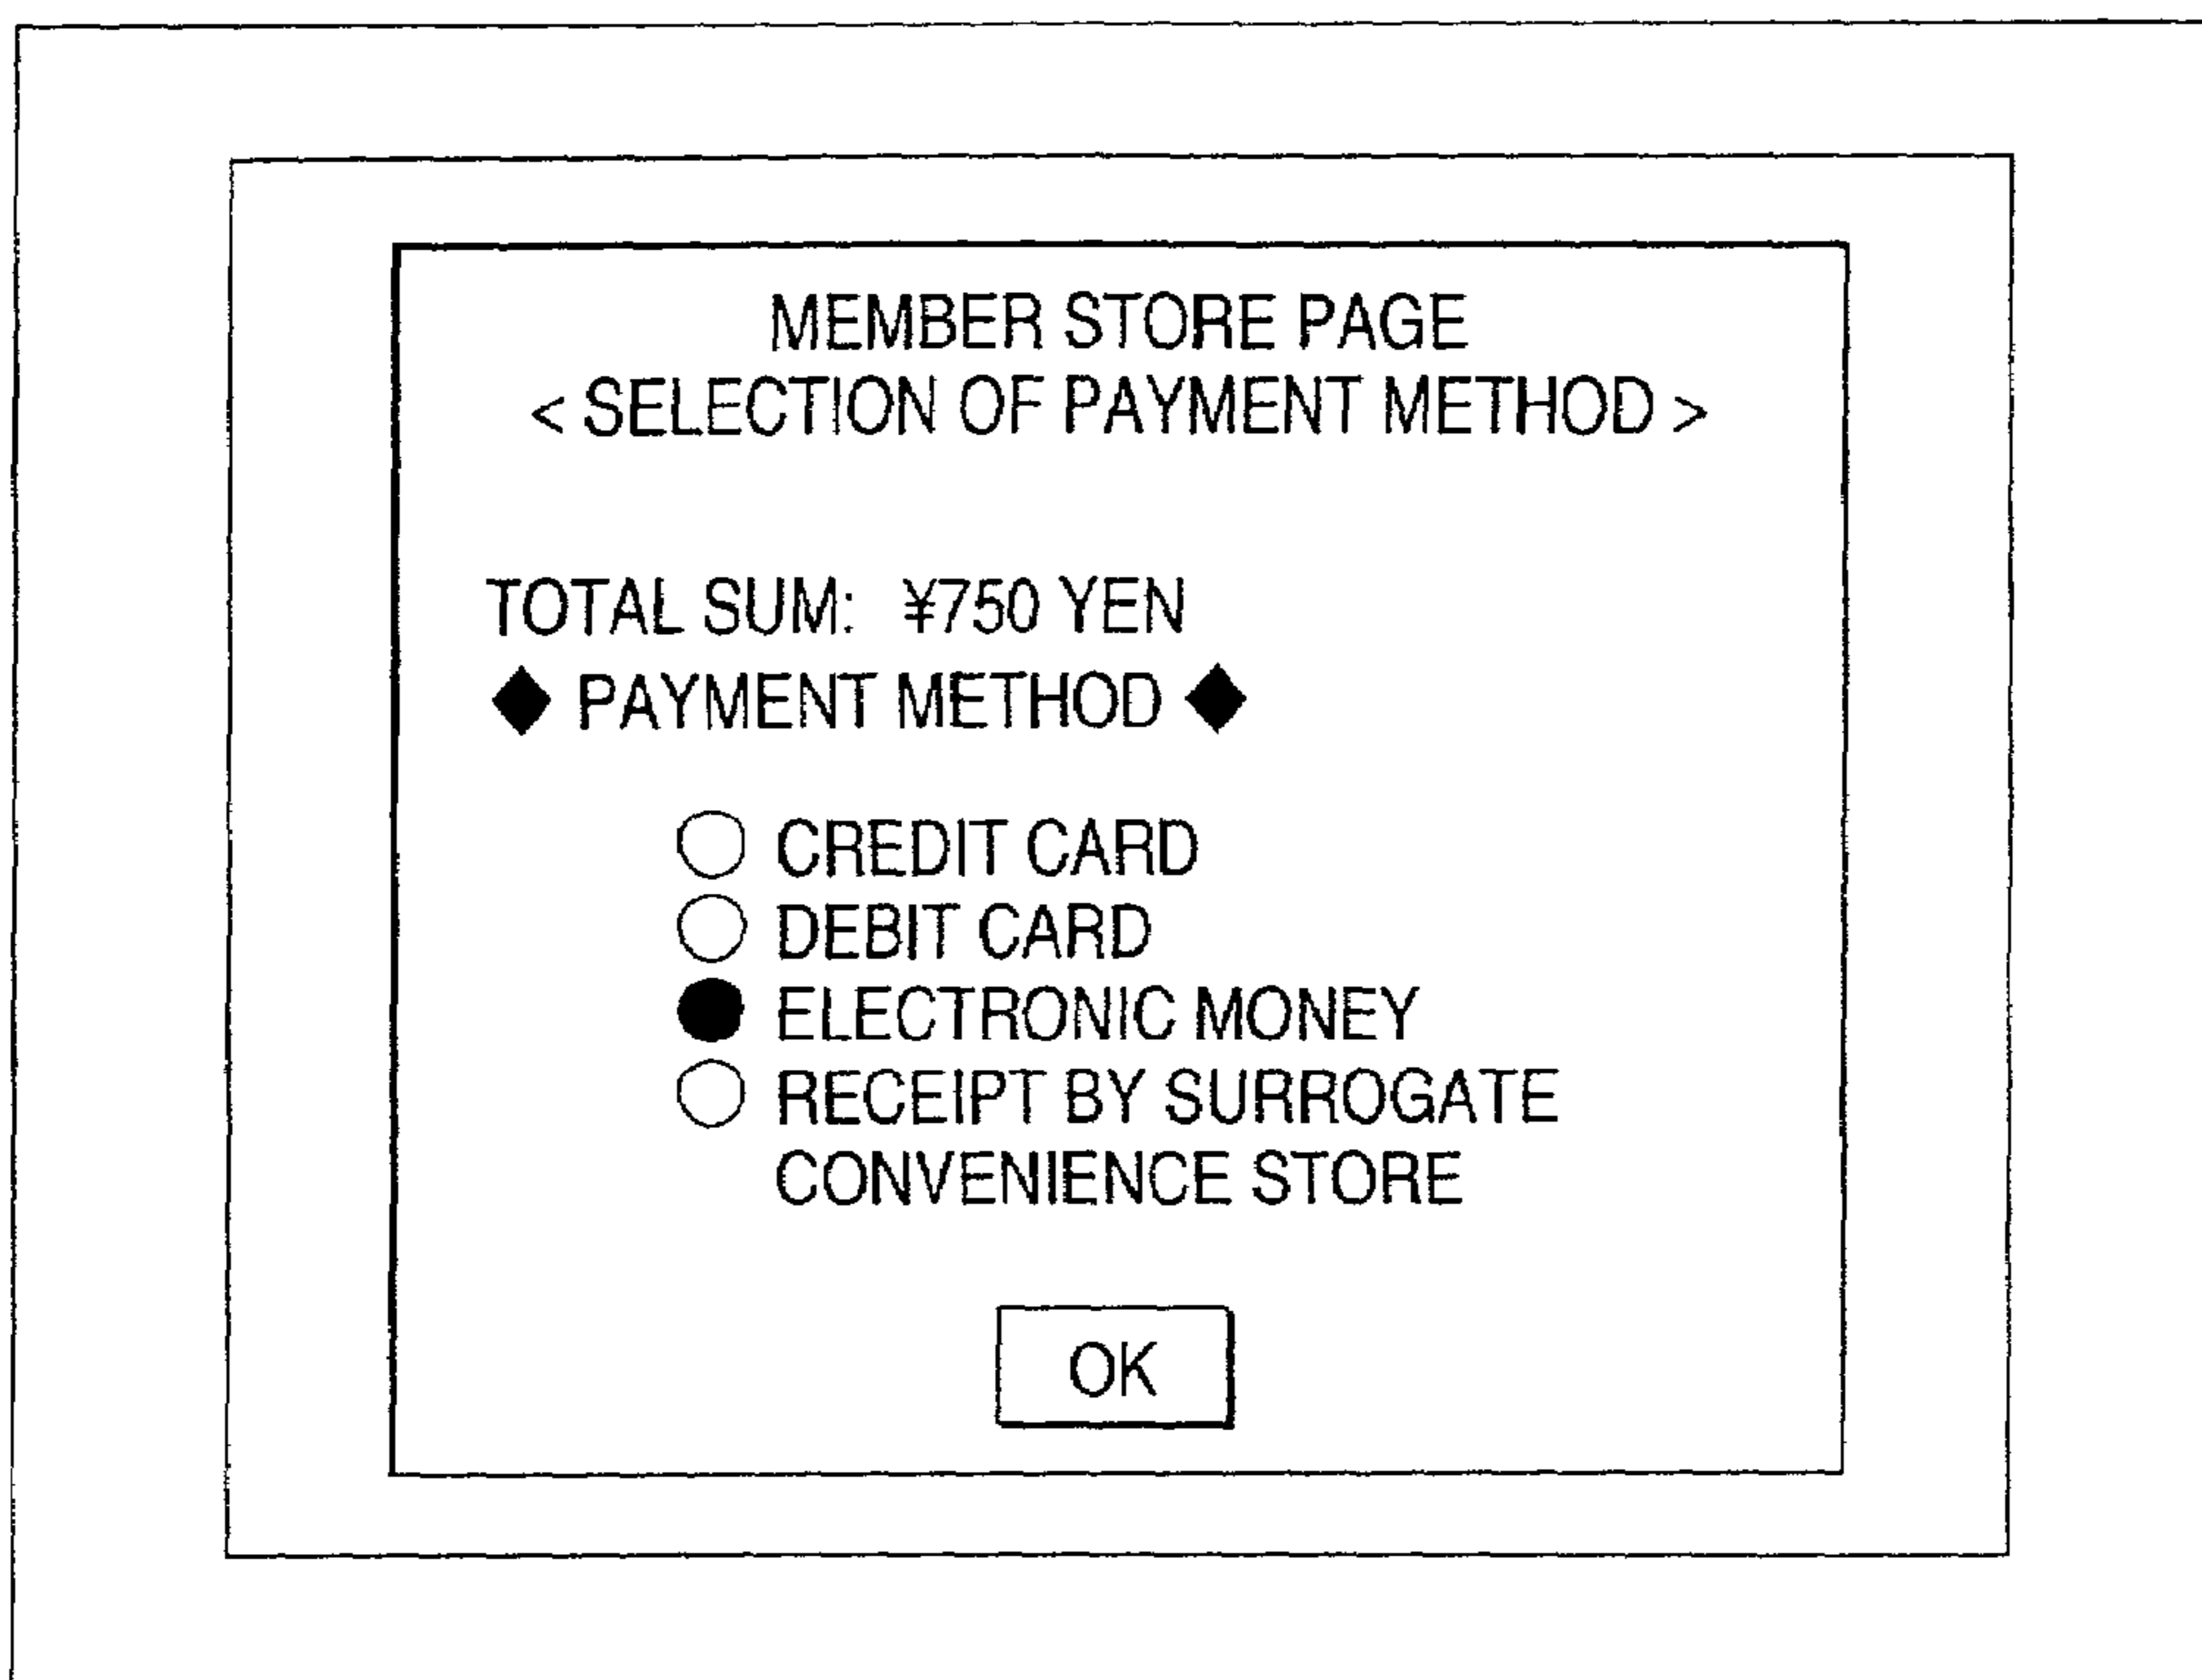 MEMBER STORE PAGE
< SELECTION OF PAYMENT METHOD >
TOTAL SUM: ¥750 YEN
◆ PAYMENT METHOD ◆
○ CREDIT CARD
○ DEBIT CARD
● ELECTRONIC MONEY
○ RECEIPT BY SURROGATE
CONVENIENCE STORE
OK